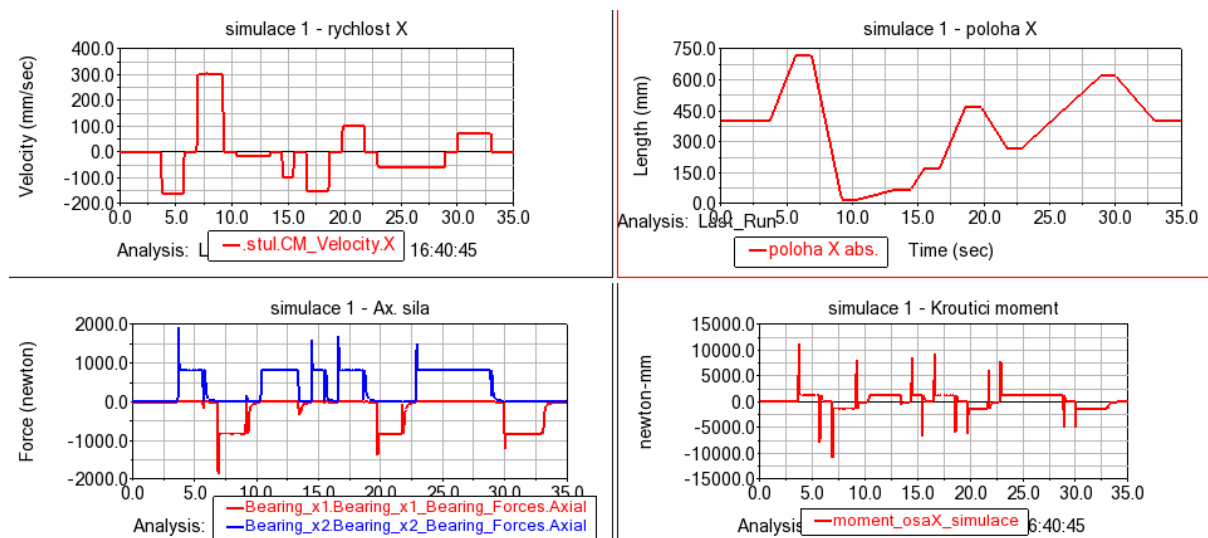 simulace 1 - rychlost X
400.0
300.0
200.0
100.0
0.0
-100.0
-200.0
Velocity (mm/sec)
0.0 5.0 10.0 15.0 20.0 25.0 30.0 35.0
Analysis: L 16:40:45
.stul.CM_Velocity.X
simulace 1 - poloha X
750.0
600.0
450.0
300.0
150.0
0.0
Length (mm)
0.0 5.0 10.0 15.0 20.0 25.0 30.0 35.0
Analysis: Last_Run
poloha X abs.
Time (sec)
simulace 1 - Ax. sila
2000.0
1000.0
0.0
-1000.0
-2000.0
Force (newton)
0.0 5.0 10.0 15.0 20.0 25.0 30.0 35.0
Analysis:
Bearing_x1.Bearing_x1_Bearing_Forces.Axial
Bearing_x2.Bearing_x2_Bearing_Forces.Axial
simulace 1 - Kroutici moment
15000.0
10000.0
5000.0
0.0
-5000.0
-10000.0
-15000.0
newton-mm
0.0 5.0 10.0 15.0 20.0 25.0 30.0 35.0
Analysis: 6:40:45
moment_osaX_simulace